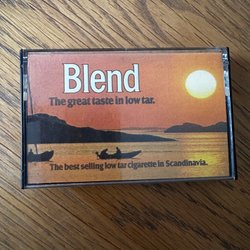 Blend
The great taste in low tar.
The best selling low tar cigarette in Scandinavia.